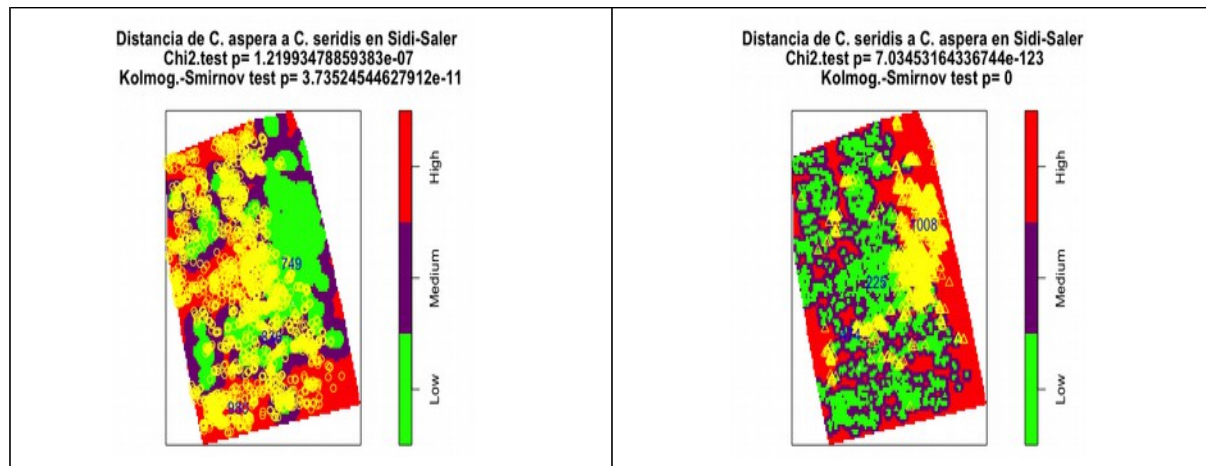 Distancia de C. aspera a C. seridis en Sidi-Saler
Chi2.test p= 1.21993478859383e-07
Kolmog.-Smirnov test p= 3.73524544627912e-11
High
Medium
Low
749
Distancia de C. seridis a C. aspera en Sidi-Saler
Chi2.test p= 7.03453164336744e-123
Kolmog.-Smirnov test p= 0
High
Medium
Low
1008
225